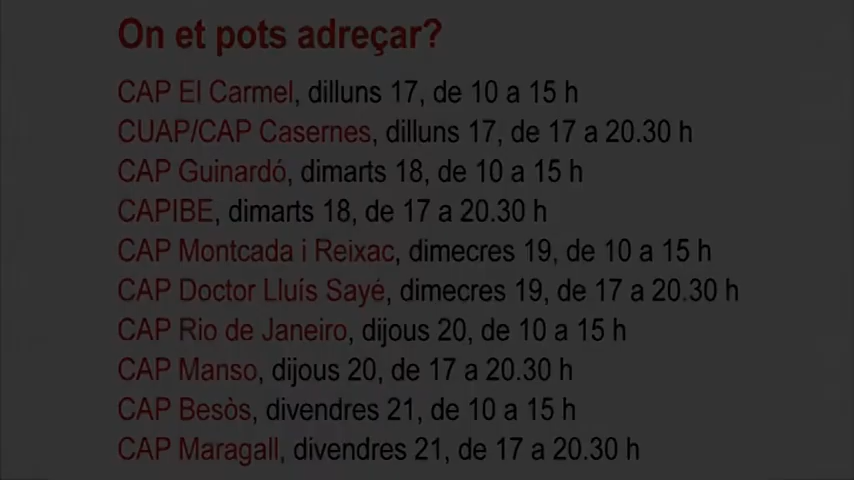 On et pots adreçar?
CAP El Carmel, dilluns 17, de 10 a 15 h
CUAP/CAP Casernes, dilluns 17, de 17 a 20.30 h
CAP Guinardó, dimarts 18, de 10 a 15 h
CAPIBE, dimarts 18, de 17 a 20.30 h
CAP Montcada i Reixac, dimecres 19, de 10 a 15 h
CAP Doctor Lluís Sayé, dimecres 19, de 17 a 20.30 h
CAP Rio de Janeiro, dijous 20, de 10 a 15 h
CAP Manso, dijous 20, de 17 a 20.30 h
CAP Besòs, divendres 21, de 10 a 15 h
CAP Maragall, divendres 21, de 17 a 20.30 h